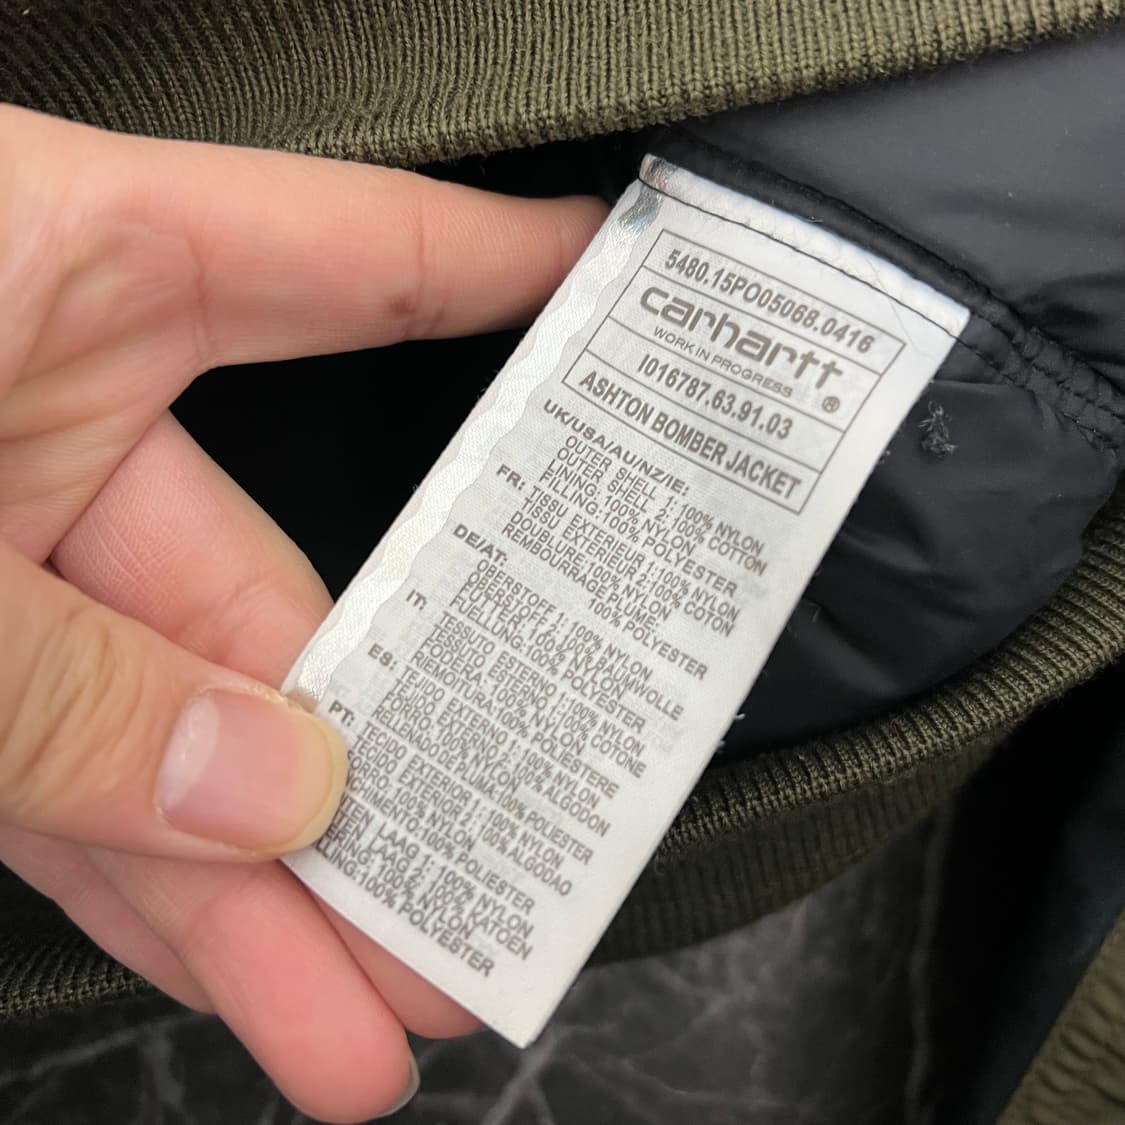 5480.15PO05068.0416
carhartt
WORK IN PROGRESS
®
I016787.63.91.03
ASHTON BOMBER JACKET
UK/USA/AU/NZ/IE:
OUTER SHELL 1: 100% NYLON
OUTER SHELL 2: 100% COTTON
LINING: 100% NYLON
FILLING:100% POLYESTER
FR: TISSU EXTERIEUR 1:100% NYLON
TISSU EXTERIEUR 2:100% COTON
DOUBLURE:100% NYLON
REMBOURRAGE PLUME:
100% POLYESTER
DE/AT:
OBERSTOFF 1: 100% NYLON
OBERSTOFF 2: 100% BAUMWOLLE
FUTTER: 100% NYLON
FUELLUNG:100% POLYESTER
IT:
TESSUTO ESTERNO 1:100% NYLON
TESSUTO ESTERNO 2:100% COTONE
FODERA:100% NYLON
RIEMPITURA:100% POLIESTERE
ES: TEJIDO EXTERNO 1: 100% NYLON
TEJIDO EXTERNO 2: 100% ALGODON
FORRO: 100% NYLON
RELLENADO DE PLUMA:100% POLIESTER
PT: TECIDO EXTERIOR 1: 100% NYLON
TECIDO EXTERIOR 2: 100% ALGODAO
100% NYLON
100% POLIESTER
LAAG 1: 100% NYLON
LAAG 2: 100% KATOEN
100% NYLON
100% POLYESTER